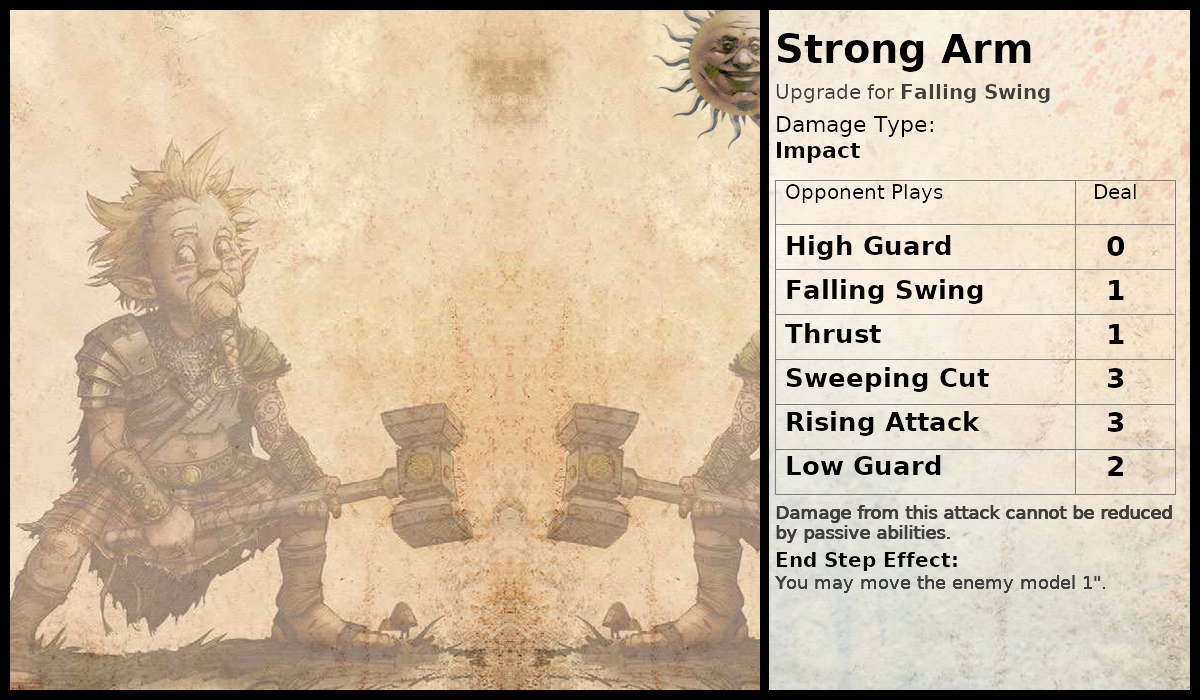 Strong Arm
Upgrade for Falling Swing
Damage Type:
Impact
Opponent Plays Deal
High Guard 0
Falling Swing 1
Thrust 1
Sweeping Cut 3
Rising Attack 3
Low Guard 2
Damage from this attack cannot be reduced
by passive abilities.
End Step Effect:
You may move the enemy model 1".